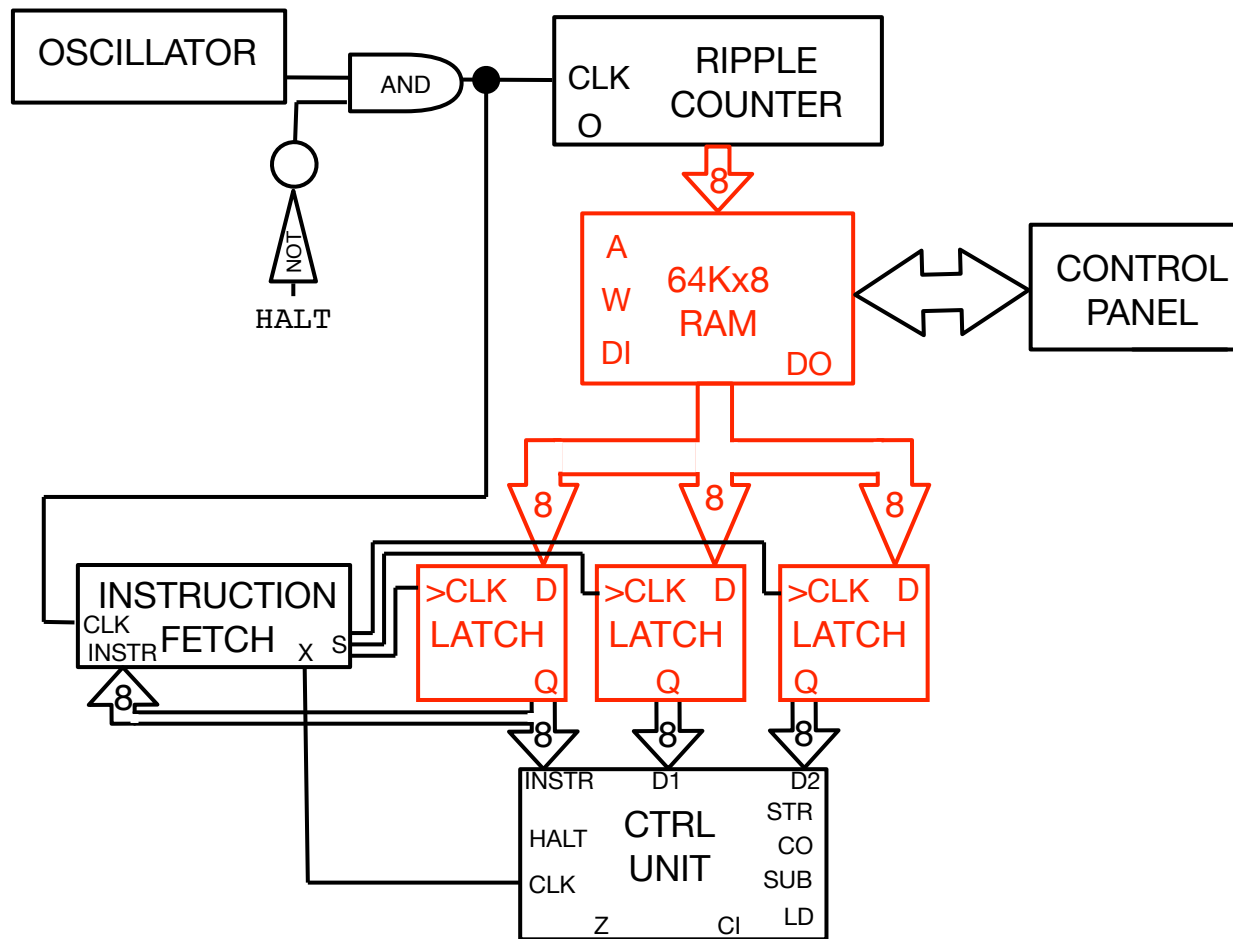 OSCILLATOR
AND
CLK
RIPPLE
COUNTER
O
NOT
HALT
8
A
W
DI
64Kx8
RAM
DO
CONTROL
PANEL
8
8
8
INSTRUCTION
FETCH
CLK
INSTR
X
S
>CLK D
LATCH
Q
>CLK D
LATCH
Q
>CLK D
LATCH
Q
8
8
8
8
INSTR D1 D2
CTRL
UNIT
HALT
CLK
STR
CO
SUB
LD
Z
CI